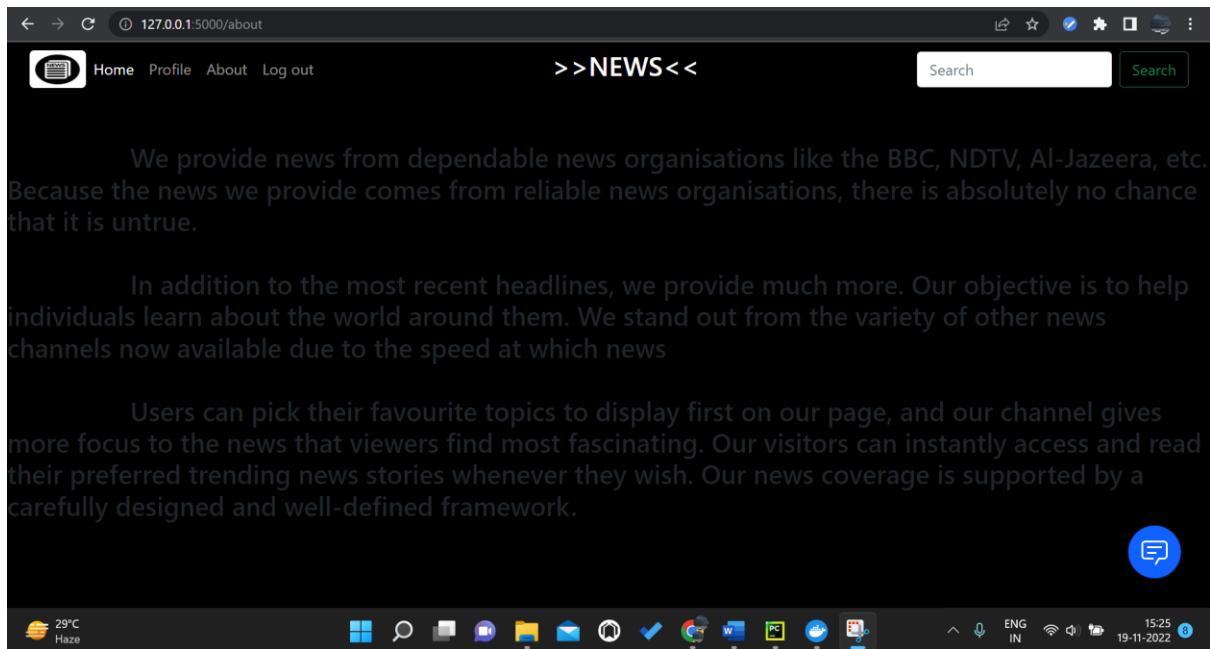 127.0.0.1:5000/about
NEWS
Home Profile About Log out
>>NEWS<<
Search
Search
We provide news from dependable news organisations like the BBC, NDTV, Al-Jazeera, etc.
Because the news we provide comes from reliable news organisations, there is absolutely no chance
that it is untrue.
In addition to the most recent headlines, we provide much more. Our objective is to help
individuals learn about the world around them. We stand out from the variety of other news
channels now available due to the speed at which news
Users can pick their favourite topics to display first on our page, and our channel gives
more focus to the news that viewers find most fascinating. Our visitors can instantly access and read
their preferred trending news stories whenever they wish. Our news coverage is supported by a
carefully designed and well-defined framework.
29°C
Haze
W
PC
ENG
IN
15:25
19-11-2022
8